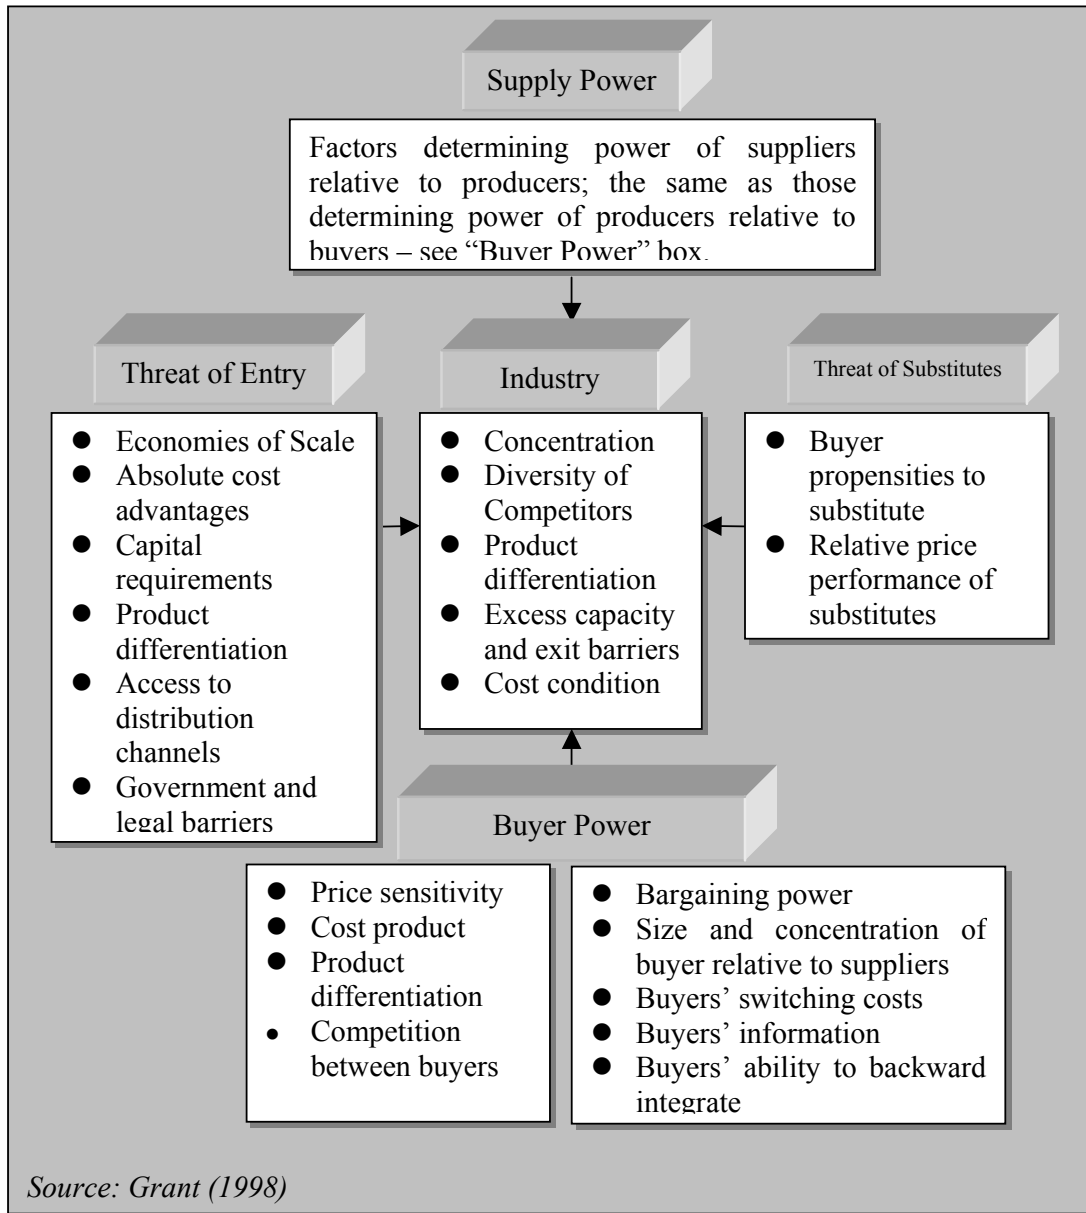 Supply Power
Factors determining power of suppliers
relative to producers; the same as those
determining power of producers relative to
buyers – see “Buyer Power” box.
Threat of Entry
● Economies of Scale
● Absolute cost
advantages
● Capital
requirements
● Product
differentiation
● Access to
distribution
channels
● Government and
legal barriers
Industry
● Concentration
● Diversity of
Competitors
● Product
differentiation
● Excess capacity
and exit barriers
● Cost condition
Threat of Substitutes
● Buyer
propensities to
substitute
● Relative price
performance of
substitutes
Buyer Power
● Price sensitivity
● Cost product
● Product
differentiation
● Competition
between buyers
● Bargaining power
● Size and concentration of
buyer relative to suppliers
● Buyers’ switching costs
● Buyers’ information
● Buyers’ ability to backward
integrate
Source: Grant (1998)